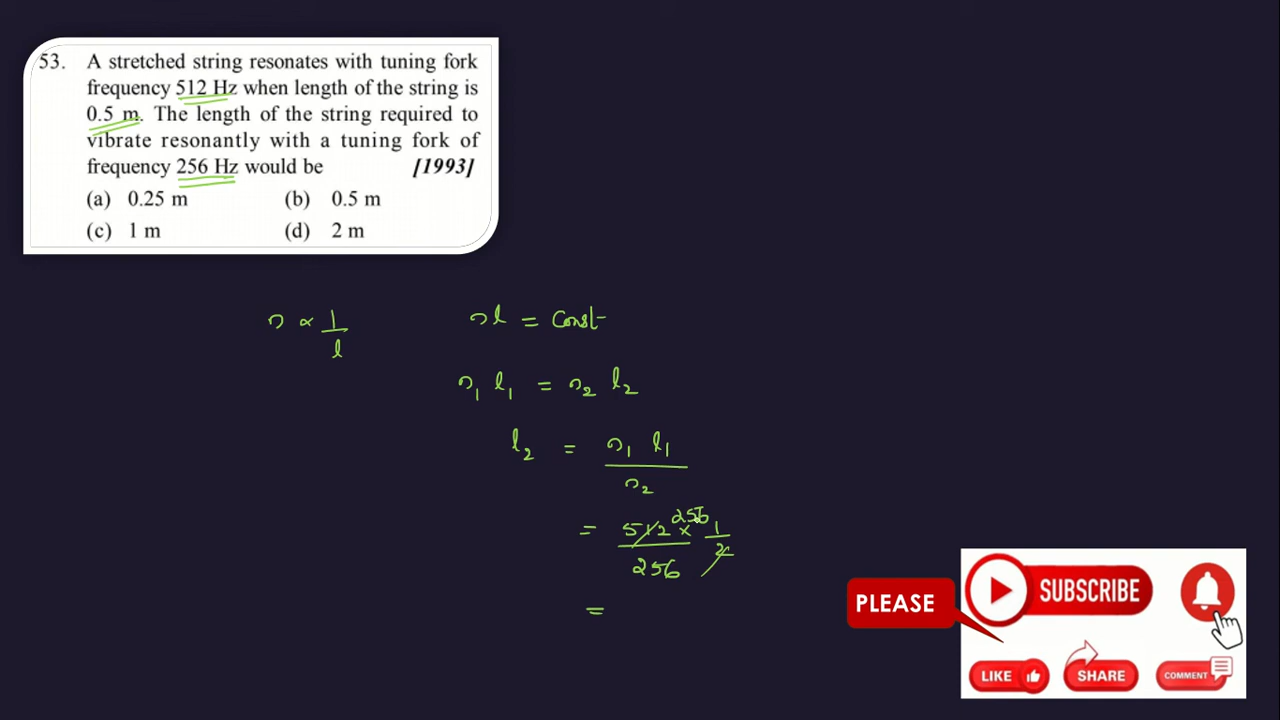 53. A stretched string resonates with tuning fork
frequency 512 Hz when length of the string is
0.5 m. The length of the string required to
vibrate resonantly with a tuning fork of
frequency 256 Hz would be [1993]
(a) 0.25 m (b) 0.5 m
(c) 1 m (d) 2 m
n ∝ 1/l nl = Const
n₁ l₁ = n₂ l₂
l₂ = n₁ l₁ / n₂
= 512 256 × 1/2 / 256
=
PLEASE
SUBSCRIBE
LIKE SHARE COMMENT